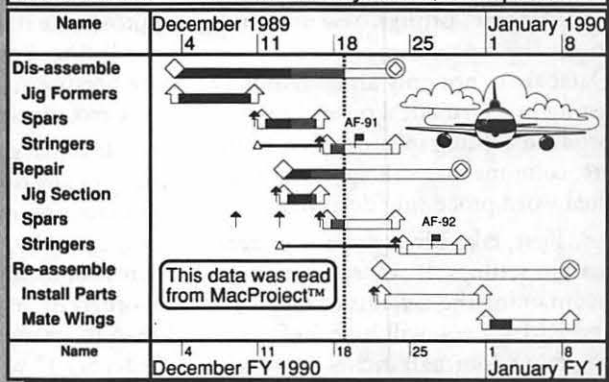 Name December 1989 January 1990
4 11 18 25 1 8
Dis-assemble
Jig Formers
Spars AF-91
Stringers
Repair
Jig Section
Spars AF-92
Stringers
Re-assemble
Install Parts
Mate Wings
This data was read
from MacProject™
Name 4 11 18 25 1 8
December FY 1990 January FY 1